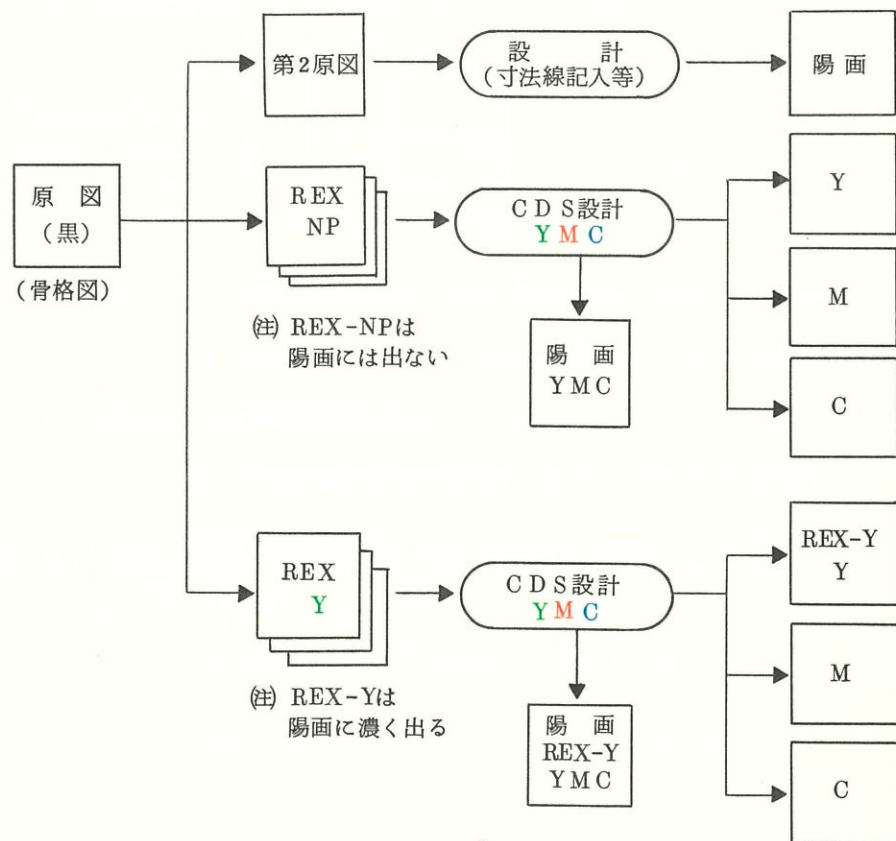 第2原図
設計
(寸法線記入等)
陽画
原図
(黒)
(骨格図)
REX
NP
CDS設計
YMC
Y
M
C
(注) REX-NPは
陽画には出ない
陽画
YMC
REX
Y
CDS設計
YMC
REX-Y
Y
M
C
(注) REX-Yは
陽画に濃く出る
陽画
REX-Y
YMC